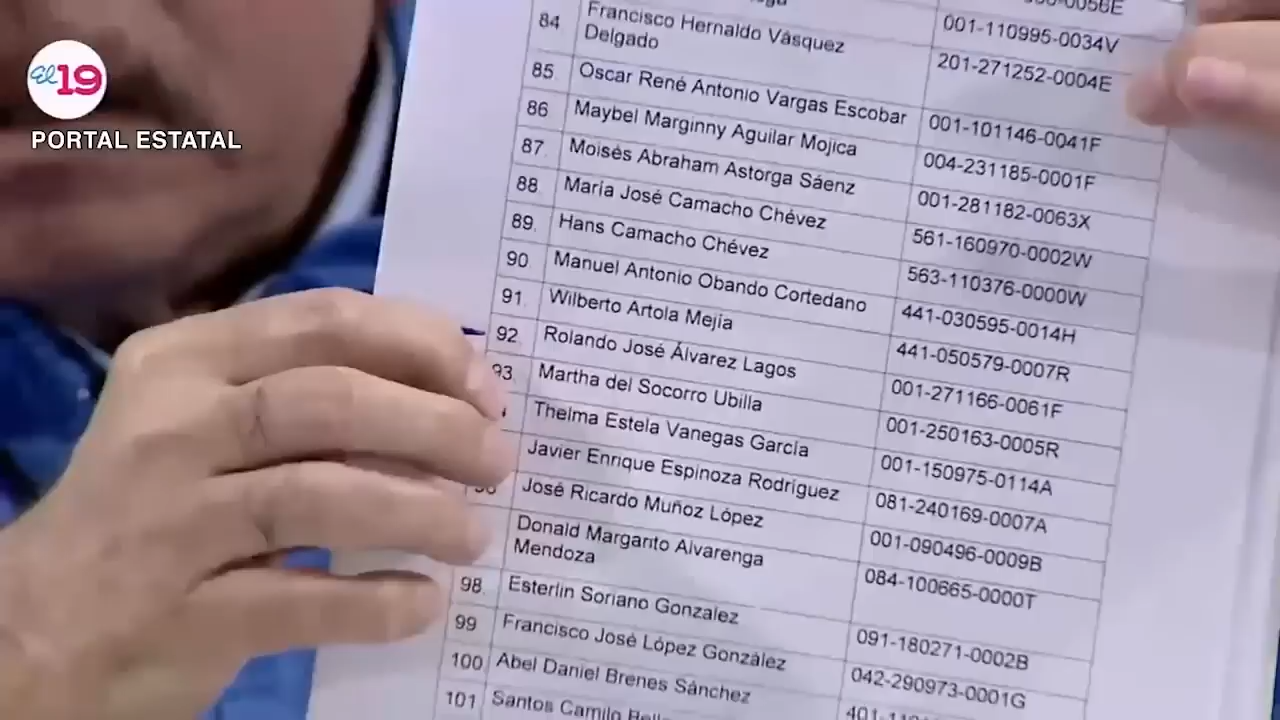 El 19
PORTAL ESTATAL
001-110995-0034V
84 Francisco Hernaldo Vásquez 201-271252-0004E
Delgado
85. Oscar René Antonio Vargas Escobar 001-101146-0041F
86 Maybel Marginny Aguilar Mojica 004-231185-0001F
87. Moisés Abraham Astorga Sáenz 001-281182-0063X
88 María José Camacho Chévez 561-160970-0002W
89. Hans Camacho Chévez 563-110376-0000W
90 Manuel Antonio Obando Cortedano 441-030595-0014H
91. Wilberto Artola Mejía 441-050579-0007R
92. Rolando José Álvarez Lagos 001-271166-0061F
93. Martha del Socorro Ubilla 001-250163-0005R
Thelma Estela Vanegas García 001-150975-0114A
Javier Enrique Espinoza Rodríguez 081-240169-0007A
José Ricardo Muñoz López 001-090496-0009B
Donald Margarito Alvarenga 084-100665-0000T
Mendoza
98. Esterlin Soriano Gonzalez 091-180271-0002B
99 Francisco José López González 042-290973-0001G
100 Abel Daniel Brenes Sánchez
101 Santos Camilo